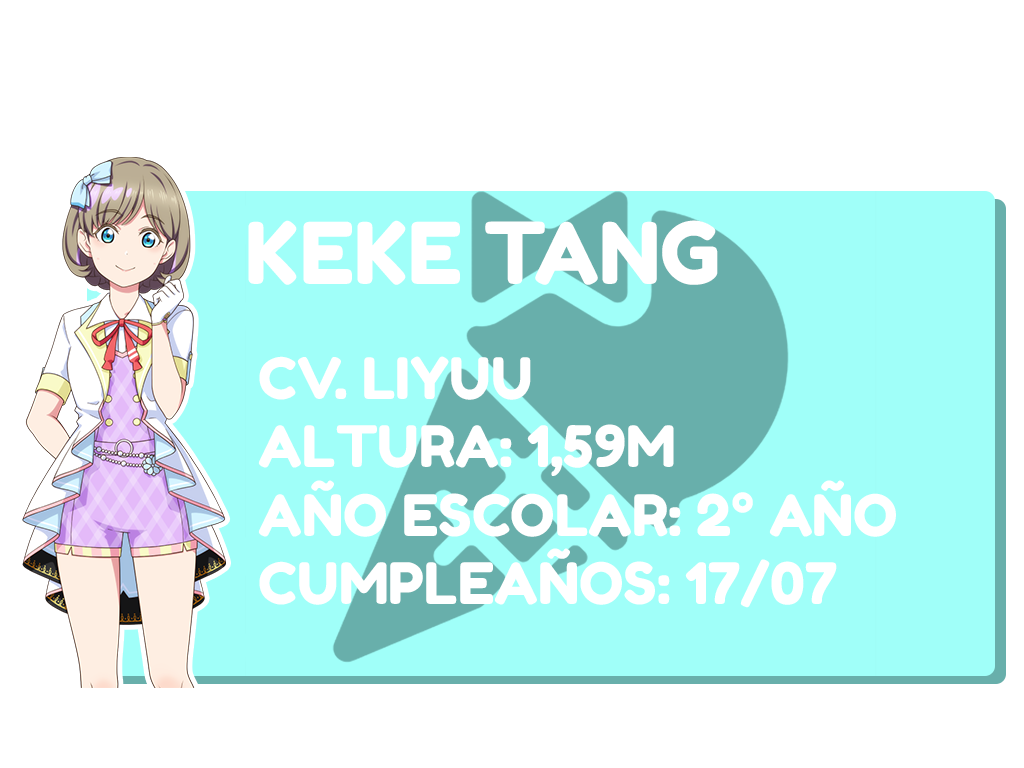 KEKE TANG
CV. LIYUU
ALTURA: 1,59M
AÑO ESCOLAR: 2° AÑO
CUMPLEAÑOS: 17/07